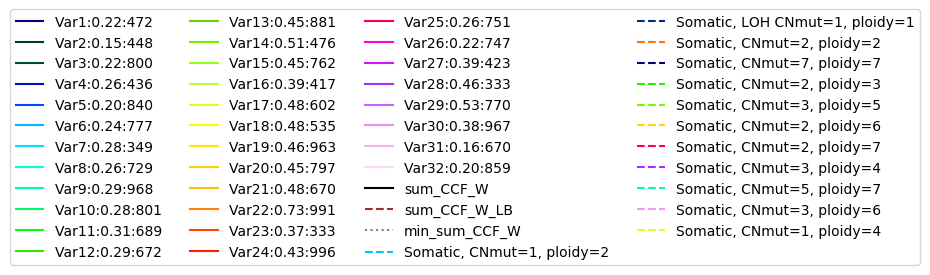 Var1:0.22:472
Var2:0.15:448
Var3:0.22:800
Var4:0.26:436
Var5:0.20:840
Var6:0.24:777
Var7:0.28:349
Var8:0.26:729
Var9:0.29:968
Var10:0.28:801
Var11:0.31:689
Var12:0.29:672
Var13:0.45:881
Var14:0.51:476
Var15:0.45:762
Var16:0.39:417
Var17:0.48:602
Var18:0.48:535
Var19:0.46:963
Var20:0.45:797
Var21:0.48:670
Var22:0.73:991
Var23:0.37:333
Var24:0.43:996
Var25:0.26:751
Var26:0.22:747
Var27:0.39:423
Var28:0.46:333
Var29:0.53:770
Var30:0.38:967
Var31:0.16:670
Var32:0.20:859
sum_CCF_W
sum_CCF_W_LB
min_sum_CCF_W
Somatic, CNmut=1, ploidy=2
Somatic, LOH CNmut=1, ploidy=1
Somatic, CNmut=2, ploidy=2
Somatic, CNmut=7, ploidy=7
Somatic, CNmut=2, ploidy=3
Somatic, CNmut=3, ploidy=5
Somatic, CNmut=2, ploidy=6
Somatic, CNmut=2, ploidy=7
Somatic, CNmut=3, ploidy=4
Somatic, CNmut=5, ploidy=7
Somatic, CNmut=3, ploidy=6
Somatic, CNmut=1, ploidy=4